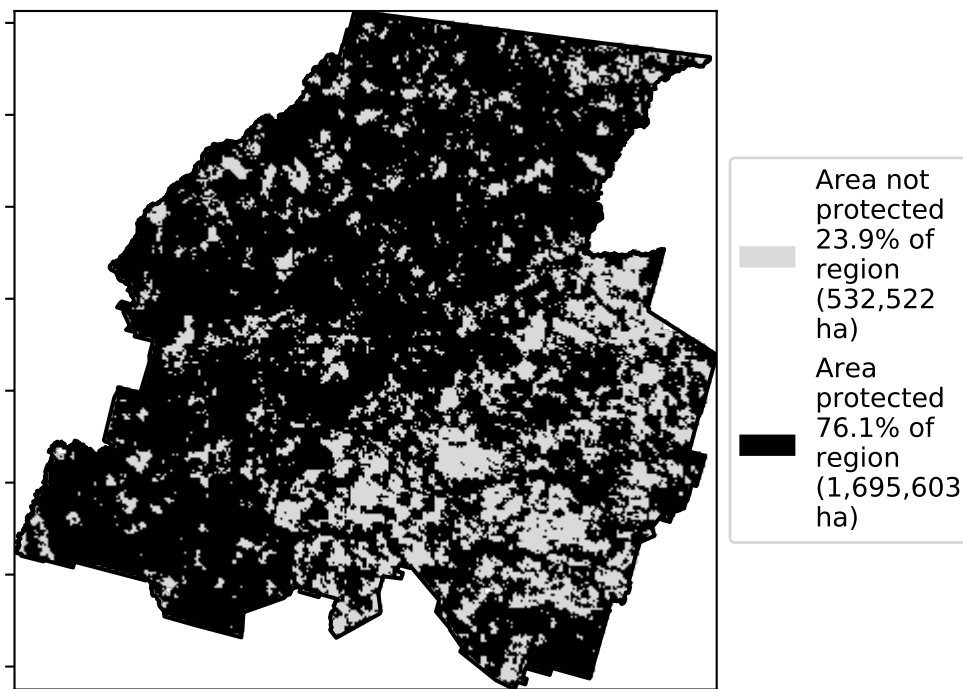 Area not
protected
23.9% of
region
(532,522
ha)
Area
protected
76.1% of
region
(1,695,603
ha)